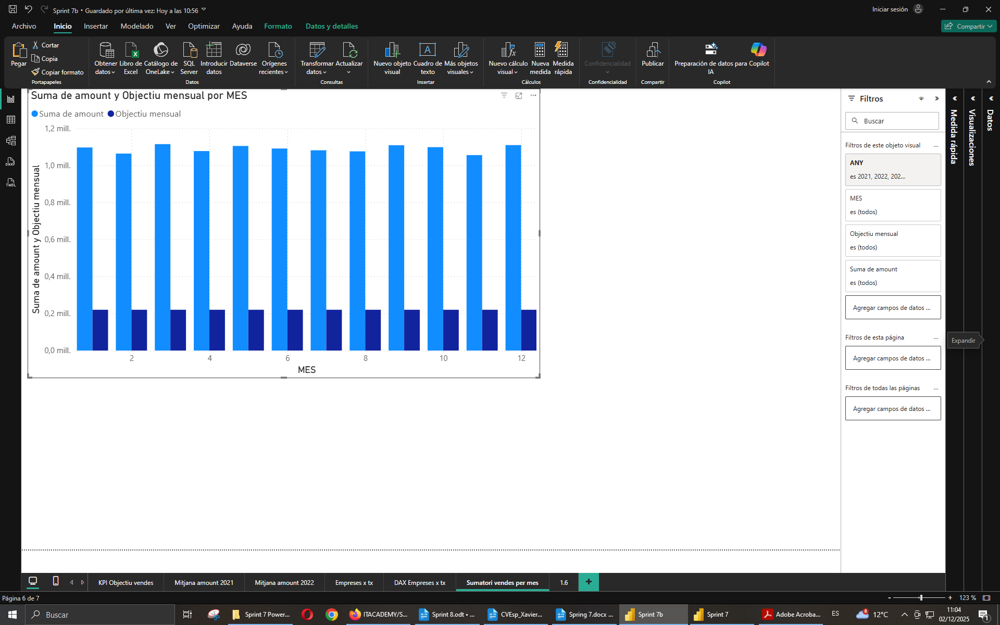 Sprint 7b • Guardado por última vez: Hoy a las 10:56
Iniciar sesión
Archivo Inicio Insertar Modelado Ver Optimizar Ayuda Formato Datos y detalles
Compartir
Pegar
Cortar
Copia
Copiar formato
Portapapeles
Obtener datos
Libro de Excel
Catálogo de OneLake
SQL Server
Introducir datos
Dataverse
Orígenes recientes
Datos
Transformar datos
Actualizar
Consultas
Nuevo objeto visual
Cuadro de texto
Más objetos visuales
Insertar
Nuevo cálculo visual
Nueva medida
Medida rápida
Cálculos
Confidencialidad
Confidencialidad
Publicar
Compartir
Preparación de datos para IA
Copilot
Copilot
DAX
TMDL
Suma de amount y Objectiu mensual por MES
Suma de amount Objectiu mensual
Suma de amount y Objectiu mensual
1,2 mill.
1,0 mill.
0,8 mill.
0,6 mill.
0,4 mill.
0,2 mill.
0,0 mill.
2 4 6 8 10 12
MES
Filtros
Buscar
Filtros de este objeto visual ...
ANY
es 2021, 2022, 202...
MES
es (todos)
Objectiu mensual
es (todos)
Suma de amount
es (todos)
Agregar campos de datos ...
Filtros de esta página ...
Agregar campos de datos ...
Filtros de todas las páginas ...
Agregar campos de datos ...
Medida rápida
Visualizaciones
Datos
Expandir
KPI Objectiu vendes
Mitjana amount 2021
Mitjana amount 2022
Empreses x tx
DAX Empreses x tx
Sumatori vendes per mes
1.6
+
Página 6 de 7
- + 123 %
Buscar
Sprint 7 Power...
ITACADEMY/S...
Sprint 8.odt • ...
CVEsp_Xavier...
Spring 7.docx ...
Sprint 7b
Sprint 7
Adobe Acroba...
ES
8
12°C
11:04
02/12/2025
1